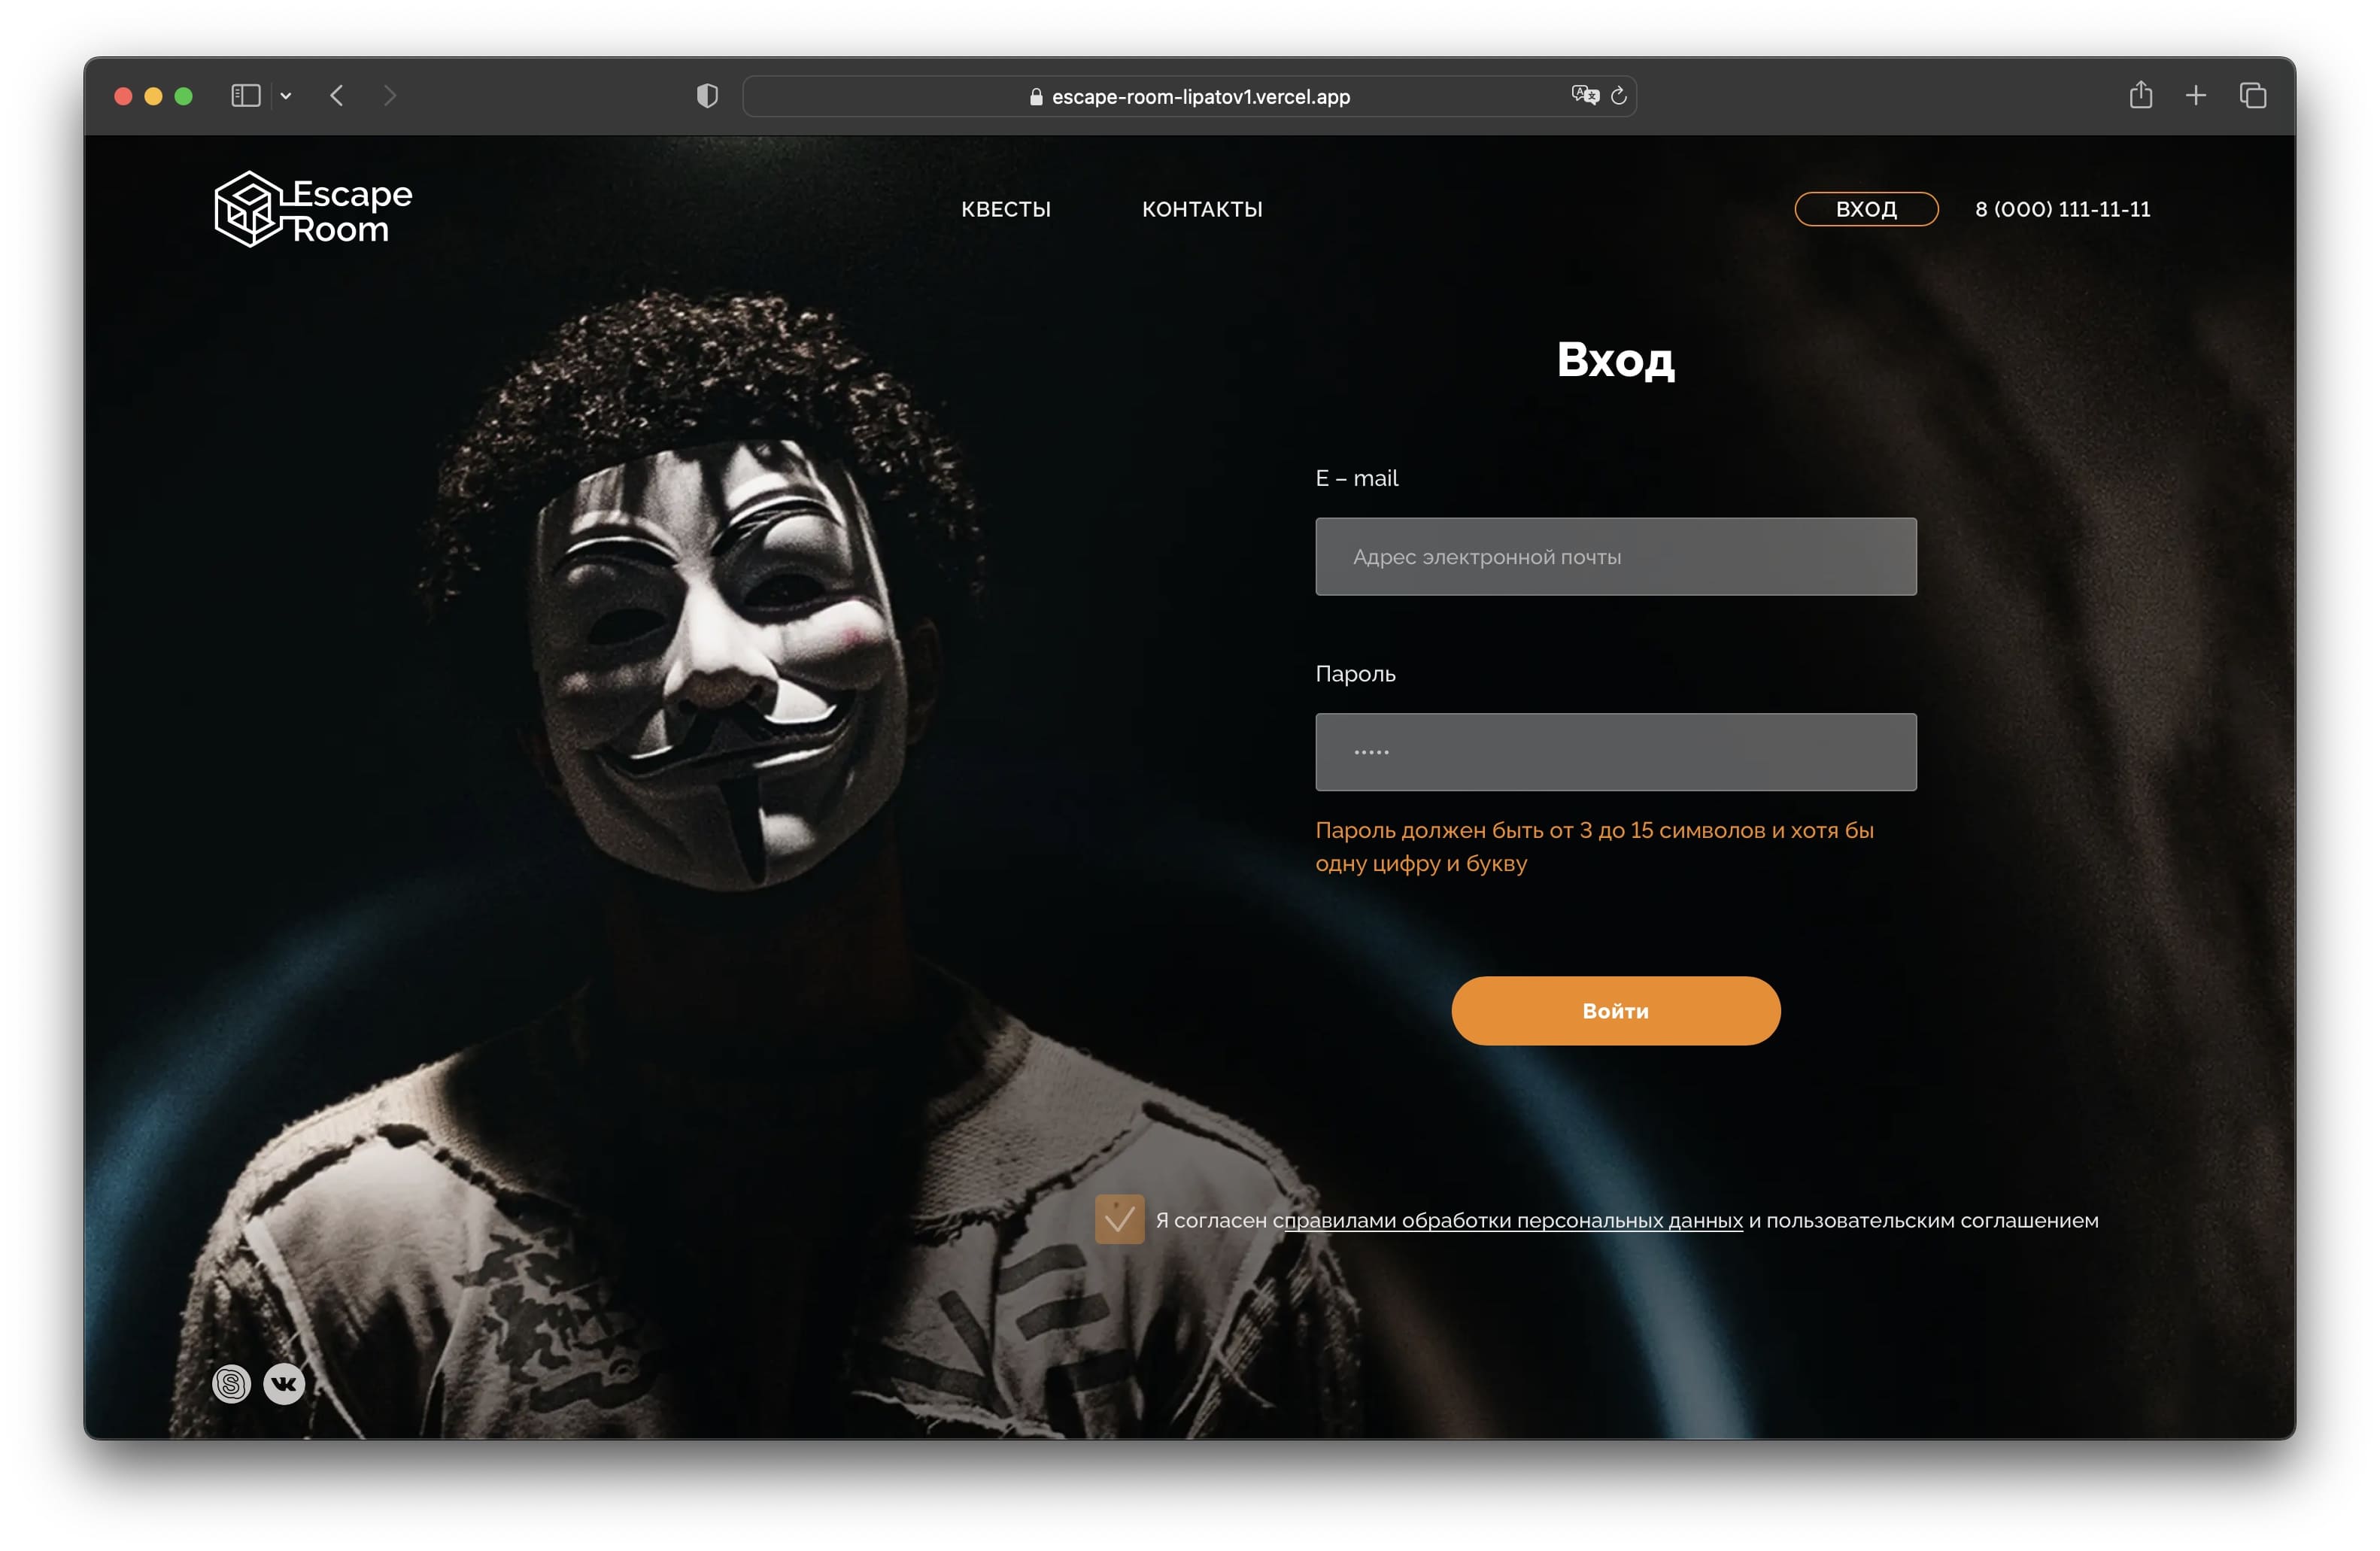 escape-room-lipatov1.vercel.app
Escape
Room
КВЕСТЫ
КОНТАКТЫ
ВХОД
8 (000) 111-11-11
Вход
E – mail
Адрес электронной почты
Пароль
•••••
Пароль должен быть от 3 до 15 символов и хотя бы
одну цифру и букву
Войти
Я согласен справилами обработки персональных данных и пользовательским соглашением